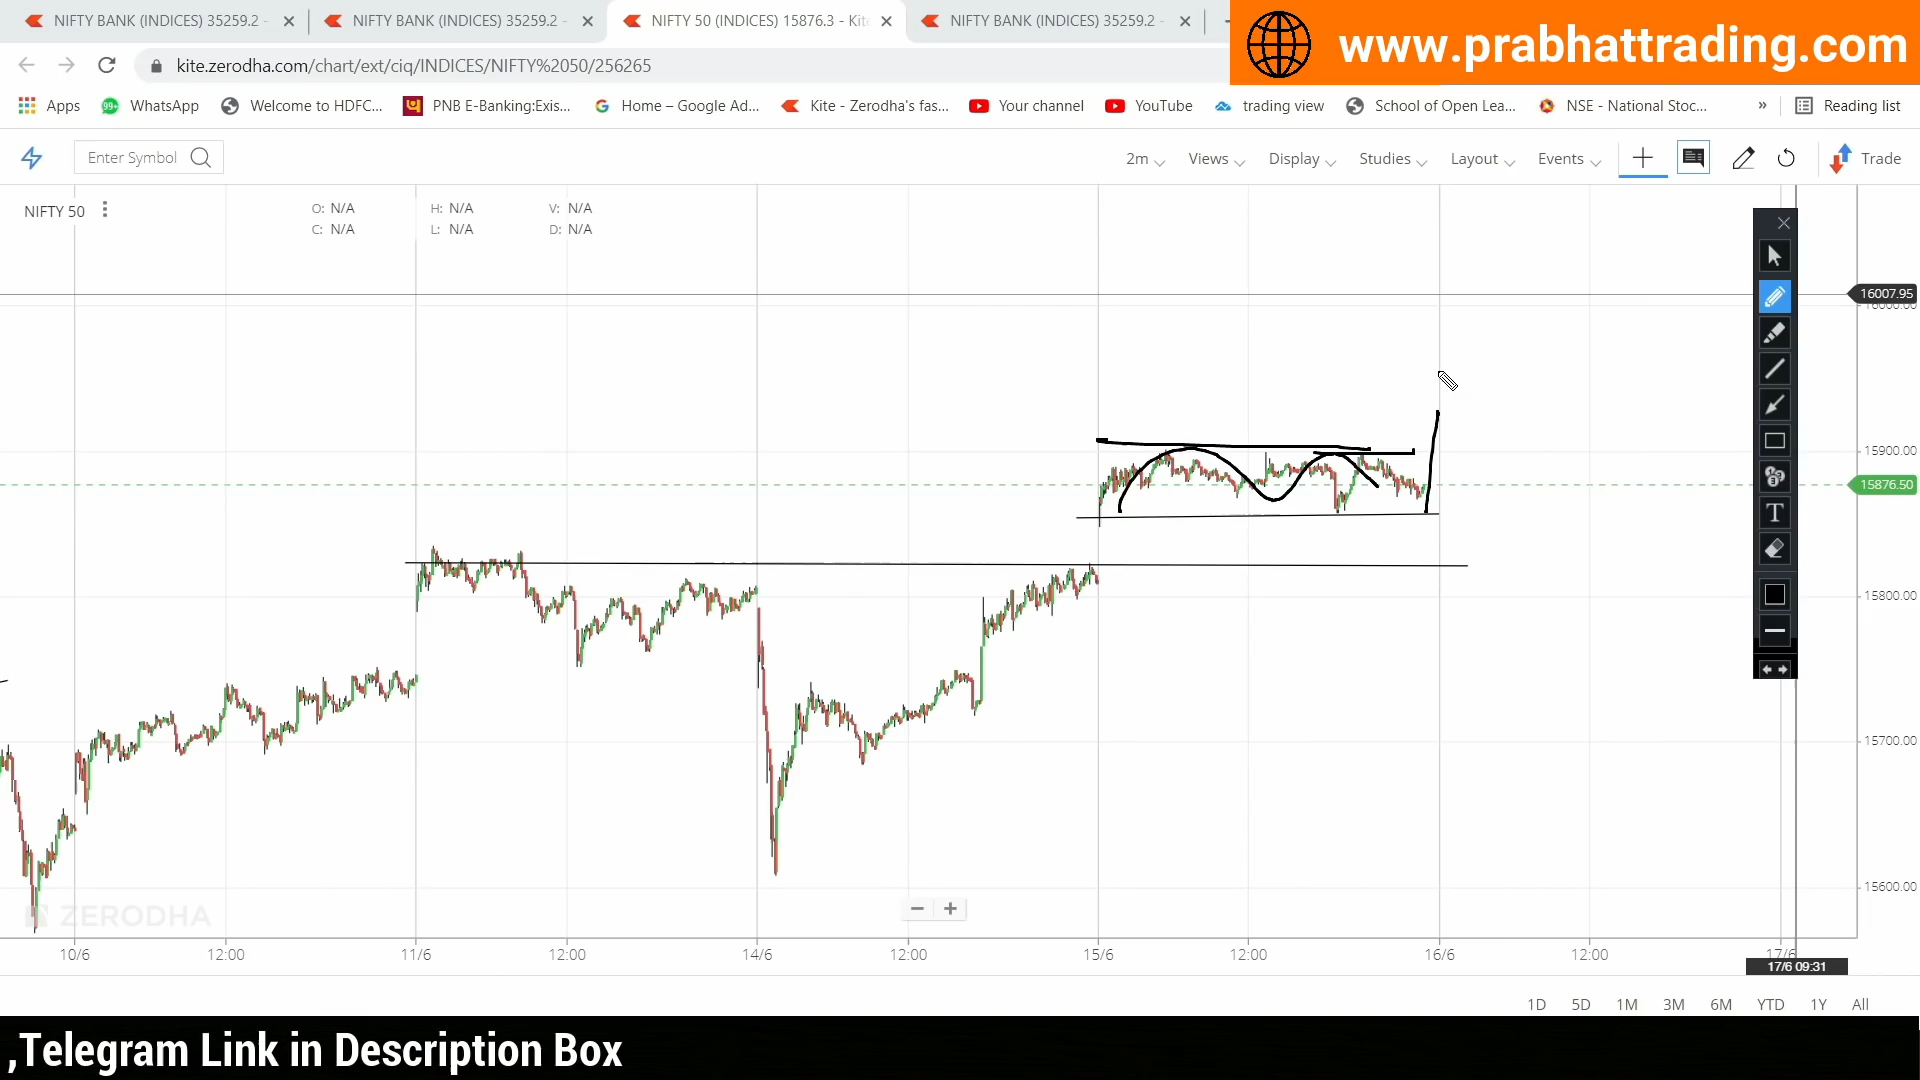 NIFTY BANK (INDICES) 35259.2 -
NIFTY BANK (INDICES) 35259.2 -
NIFTY 50 (INDICES) 15876.3 - Kite
NIFTY BANK (INDICES) 35259.2 -
www.prabhattrading.com
kite.zerodha.com/chart/ext/ciq/INDICES/NIFTY%2050/256265
Apps
WhatsApp
Welcome to HDFC...
PNB E-Banking:Exis...
Home – Google Ad...
Kite - Zerodha's fas...
Your channel
YouTube
trading view
School of Open Lea...
NSE - National Stoc...
»
Reading list
Enter Symbol
2m
Views
Display
Studies
Layout
Events
Trade
NIFTY 50
O: N/A H: N/A V: N/A
C: N/A L: N/A D: N/A
16007.95
16000.00
15900.00
15876.50
15800.00
15700.00
15600.00
T
ZERODHA
10/6 12:00 11/6 12:00 14/6 12:00 15/6 12:00 16/6 12:00 17/6
17/6 09:31
1D 5D 1M 3M 6M YTD 1Y All
,Telegram Link in Description Box